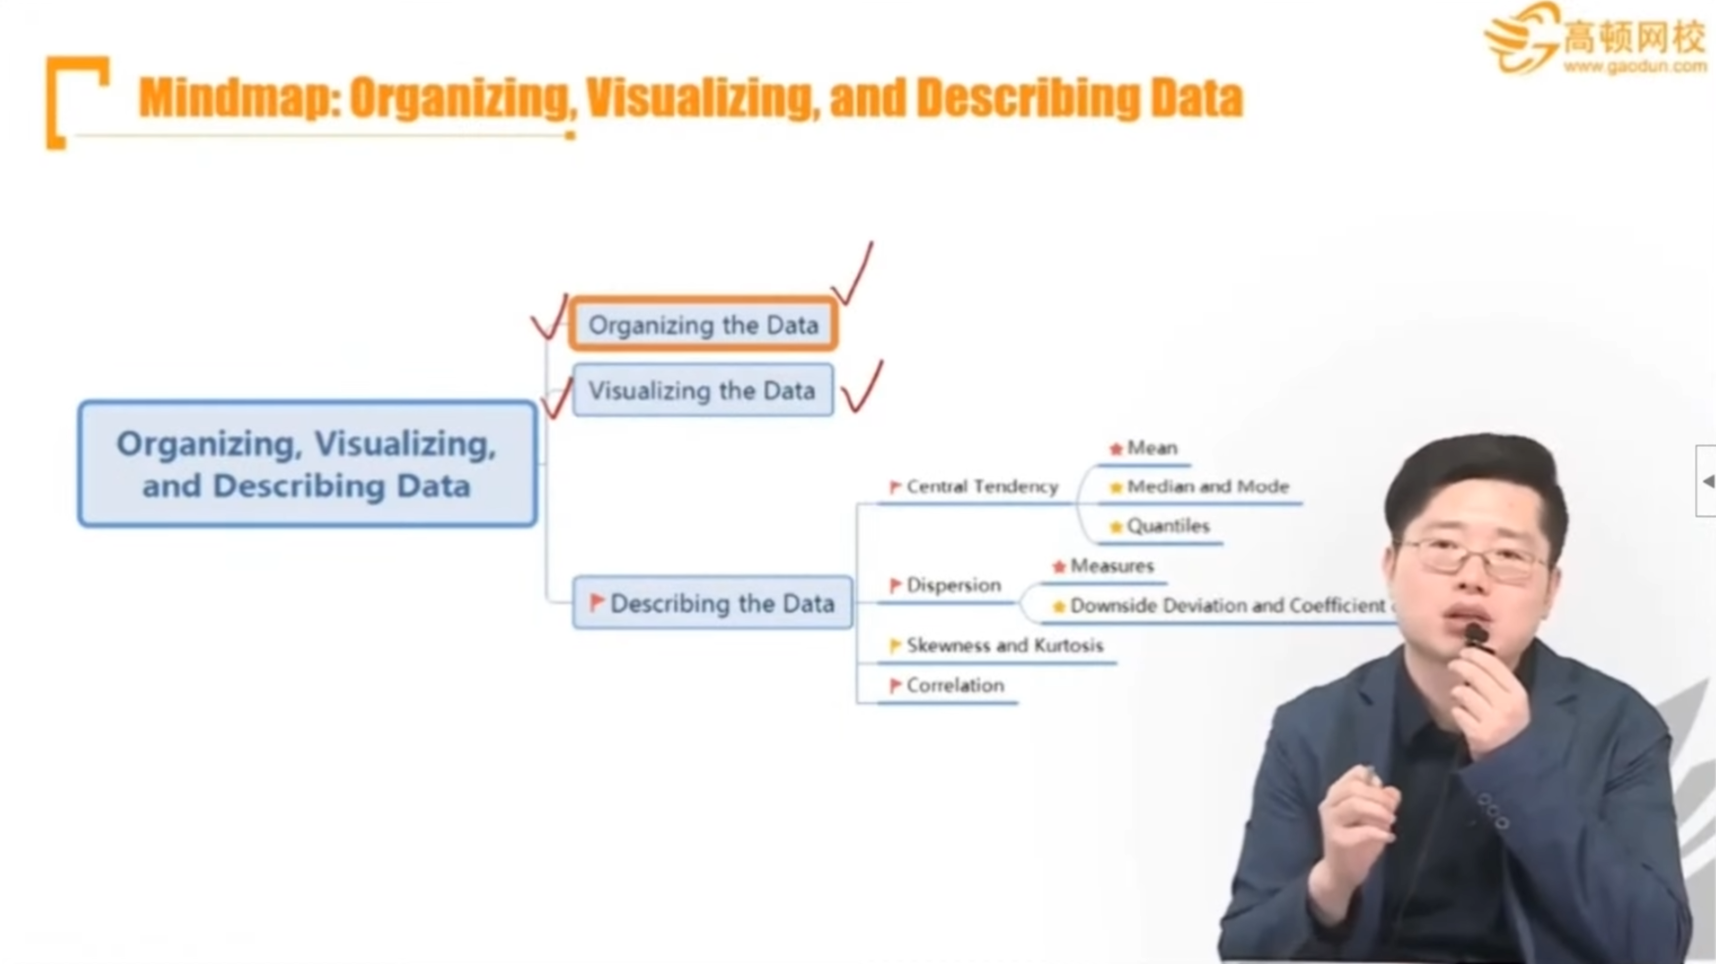 高顿网校
www.gaodun.com
Mindmap: Organizing, Visualizing, and Describing Data
Organizing the Data
Visualizing the Data
Organizing, Visualizing,
and Describing Data
Mean
Central Tendency
Median and Mode
Quantiles
Measures
Dispersion
Downside Deviation and Coefficient
Describing the Data
Skewness and Kurtosis
Correlation